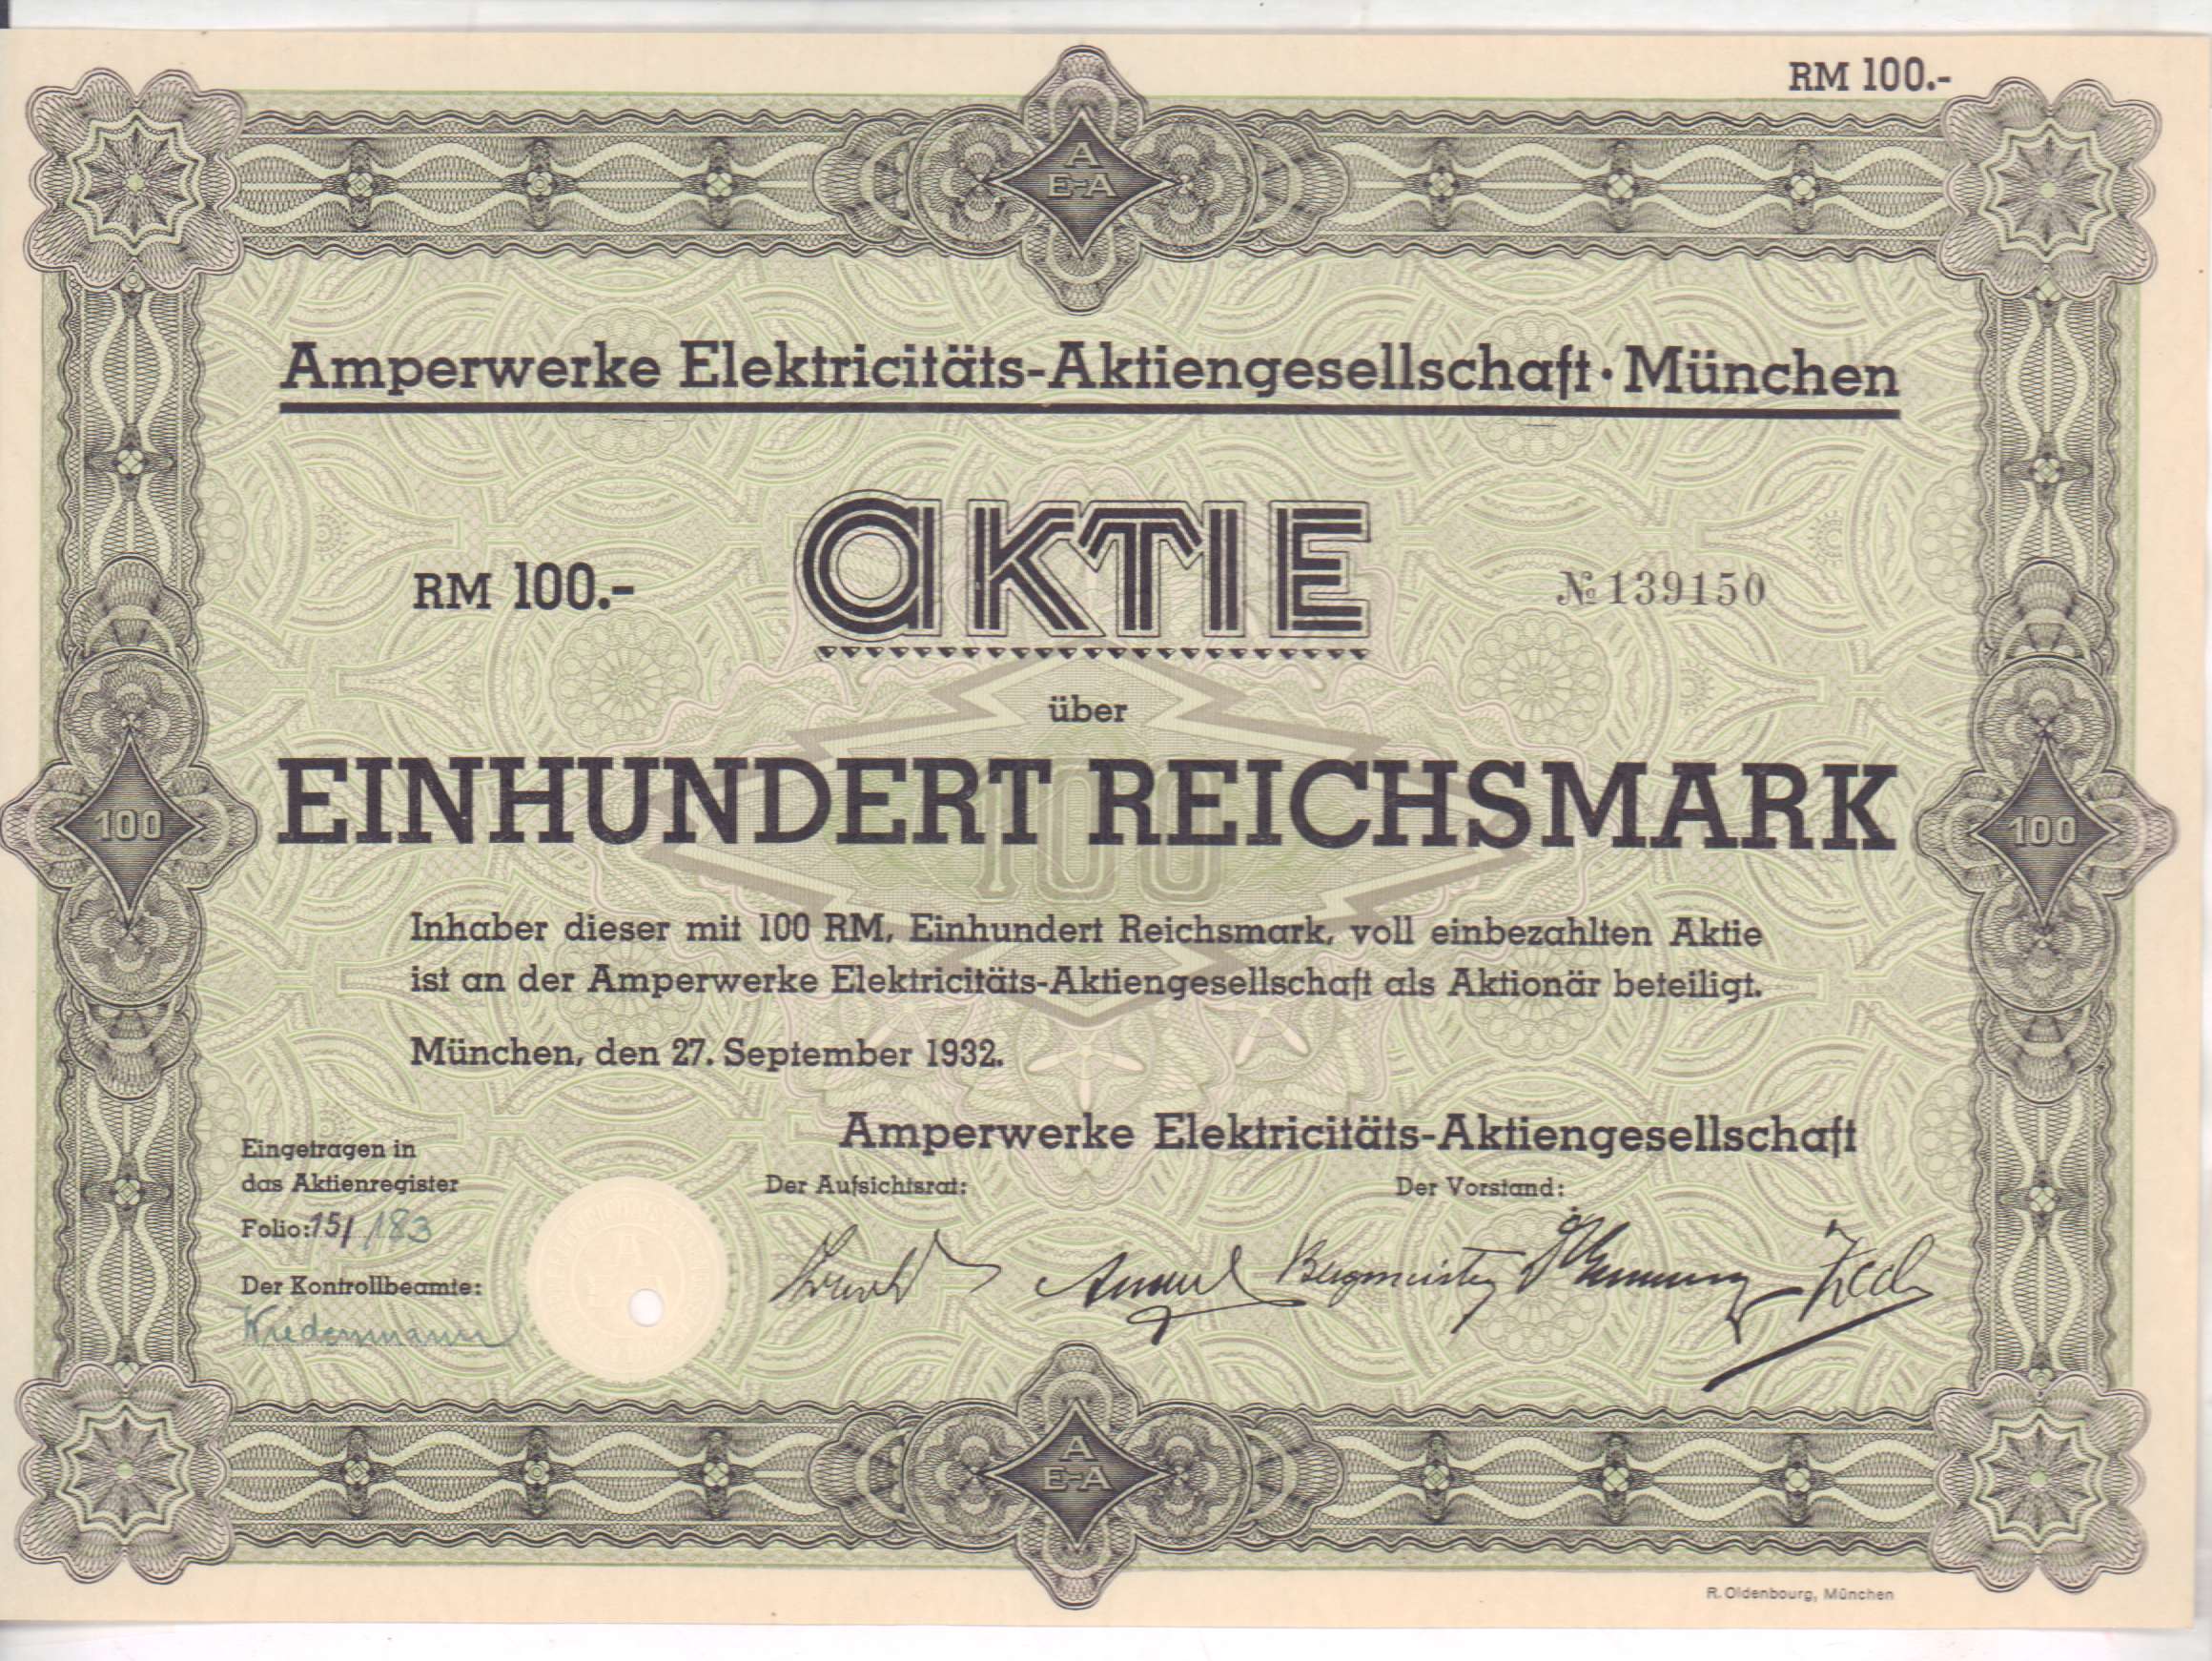 RM 100.-
A
E-A
Amperwerke Elektricitäts-Aktiengesellschaft · München
RM 100.-
AKTIE
№ 139150
über
100
EINHUNDERT REICHSMARK
100
100
Inhaber dieser mit 100 RM, Einhundert Reichsmark, voll einbezahlten Aktie
ist an der Amperwerke Elektricitäts-Aktiengesellschaft als Aktionär beteiligt.
München, den 27. September 1932.
Amperwerke Elektricitäts-Aktiengesellschaft
Eingetragen in
das Aktienregister
Folio: 151/183
Der Kontrollbeamte:
Der Aufsichtsrat:
Der Vorstand:
Bergmeister
A
E-A
R. Oldenbourg, München